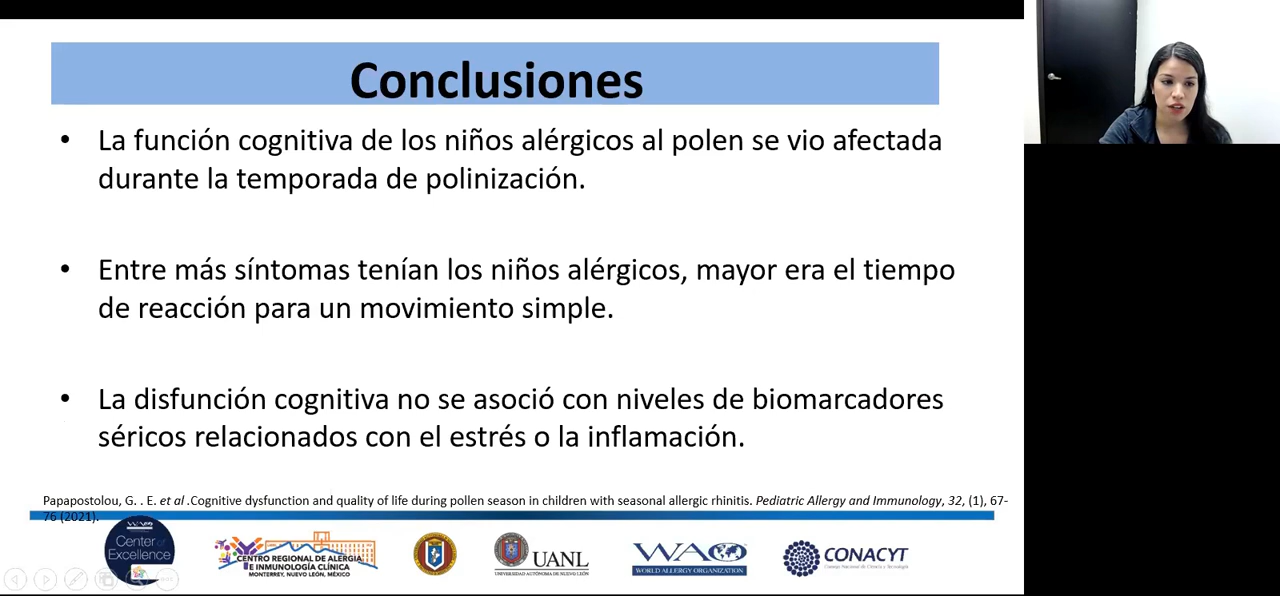 Conclusiones
• La función cognitiva de los niños alérgicos al polen se vio afectada
durante la temporada de polinización.
• Entre más síntomas tenían los niños alérgicos, mayor era el tiempo
de reacción para un movimiento simple.
• La disfunción cognitiva no se asoció con niveles de biomarcadores
séricos relacionados con el estrés o la inflamación.
Papapostolou, G. . E. et al .Cognitive dysfunction and quality of life during pollen season in children with seasonal allergic rhinitis. Pediatric Allergy and Immunology, 32, (1), 67-
76 (2021).
WAO
Center of
Excellence
CENTRO REGIONAL DE ALERGIA
E INMUNOLOGÍA CLÍNICA
MONTERREY, NUEVO LEÓN, MÉXICO
UANL
UNIVERSIDAD AUTÓNOMA DE NUEVO LEÓN
WAO
WORLD ALLERGY ORGANIZATION
CONACYT
Consejo Nacional de Ciencia y Tecnología